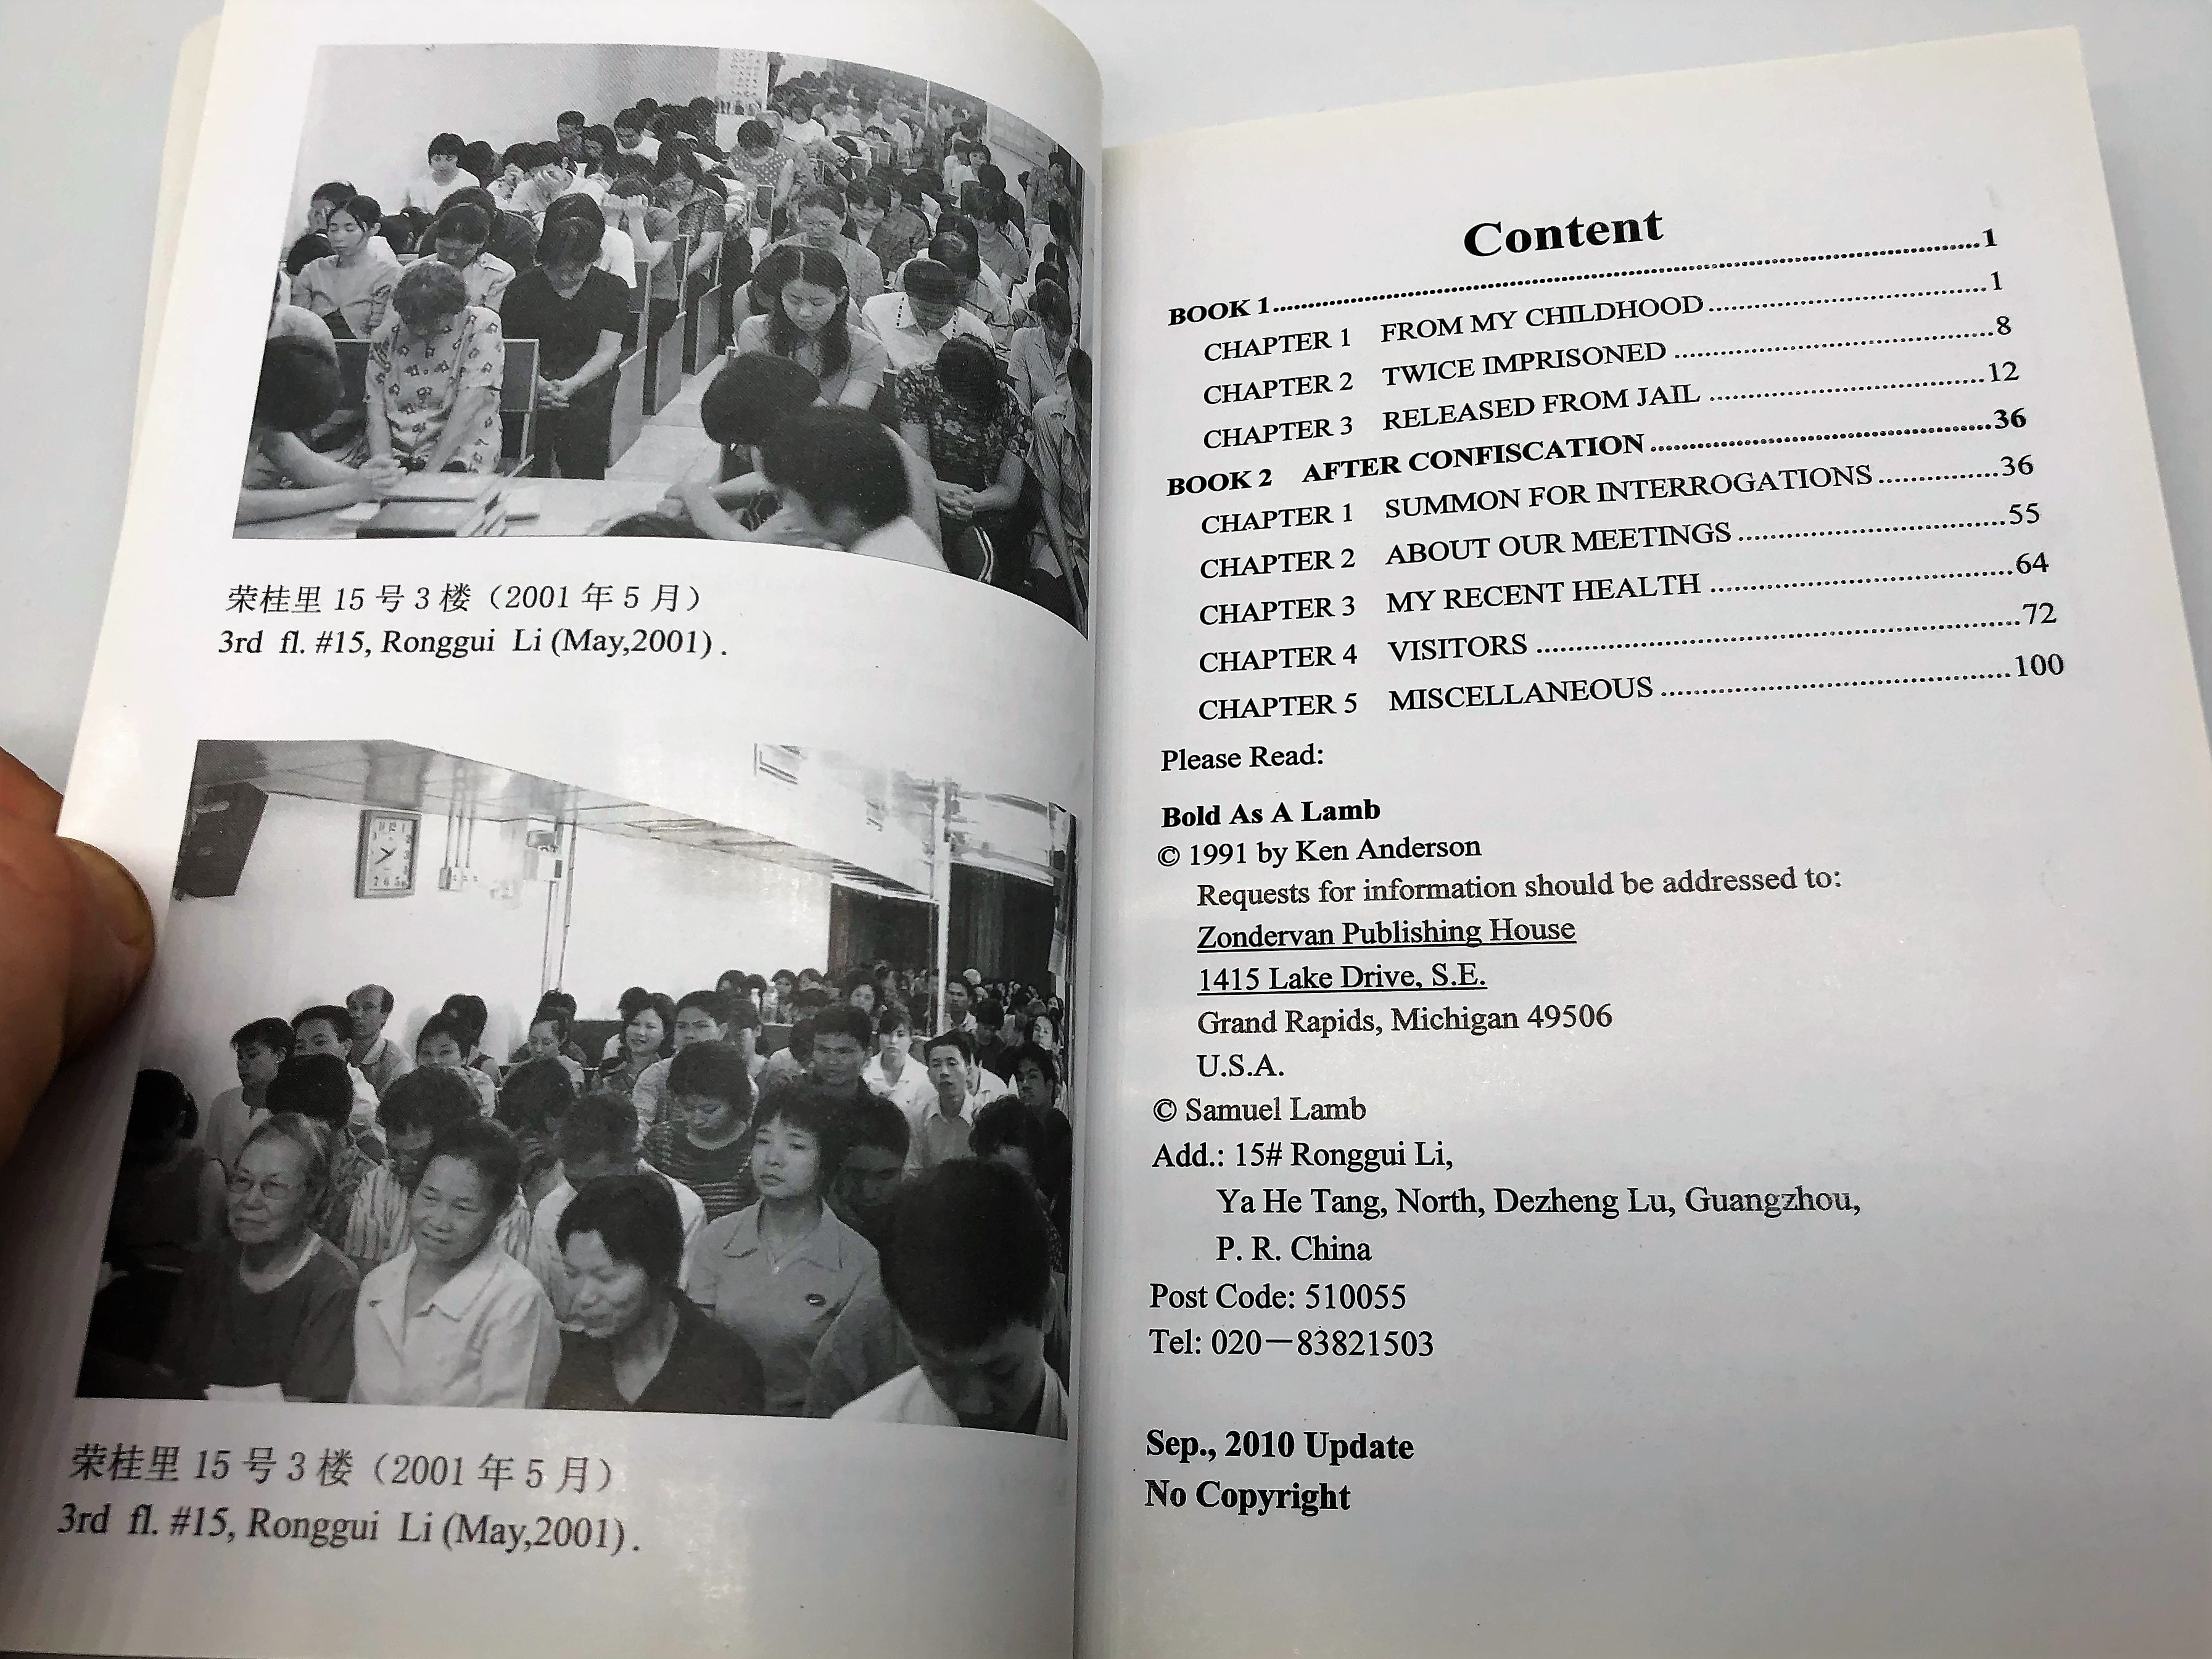 荣桂里 15 号 3 楼（2001 年 5 月）
3rd fl. #15, Ronggui Li (May,2001) .
荣桂里 15 号 3 楼（2001 年 5 月）
3rd fl. #15, Ronggui Li (May,2001) .
Content
BOOK 1..........1
CHAPTER 1 FROM MY CHILDHOOD..........1
CHAPTER 2 TWICE IMPRISONED..........8
CHAPTER 3 RELEASED FROM JAIL..........12
BOOK 2 AFTER CONFISCATION..........36
CHAPTER 1 SUMMON FOR INTERROGATIONS..........36
CHAPTER 2 ABOUT OUR MEETINGS..........55
CHAPTER 3 MY RECENT HEALTH..........64
CHAPTER 4 VISITORS..........72
CHAPTER 5 MISCELLANEOUS..........100
Please Read:
Bold As A Lamb
© 1991 by Ken Anderson
Requests for information should be addressed to:
Zondervan Publishing House
1415 Lake Drive, S.E.
Grand Rapids, Michigan 49506
U.S.A.
© Samuel Lamb
Add.: 15# Ronggui Li,
Ya He Tang, North, Dezheng Lu, Guangzhou,
P. R. China
Post Code: 510055
Tel: 020—83821503
Sep., 2010 Update
No Copyright